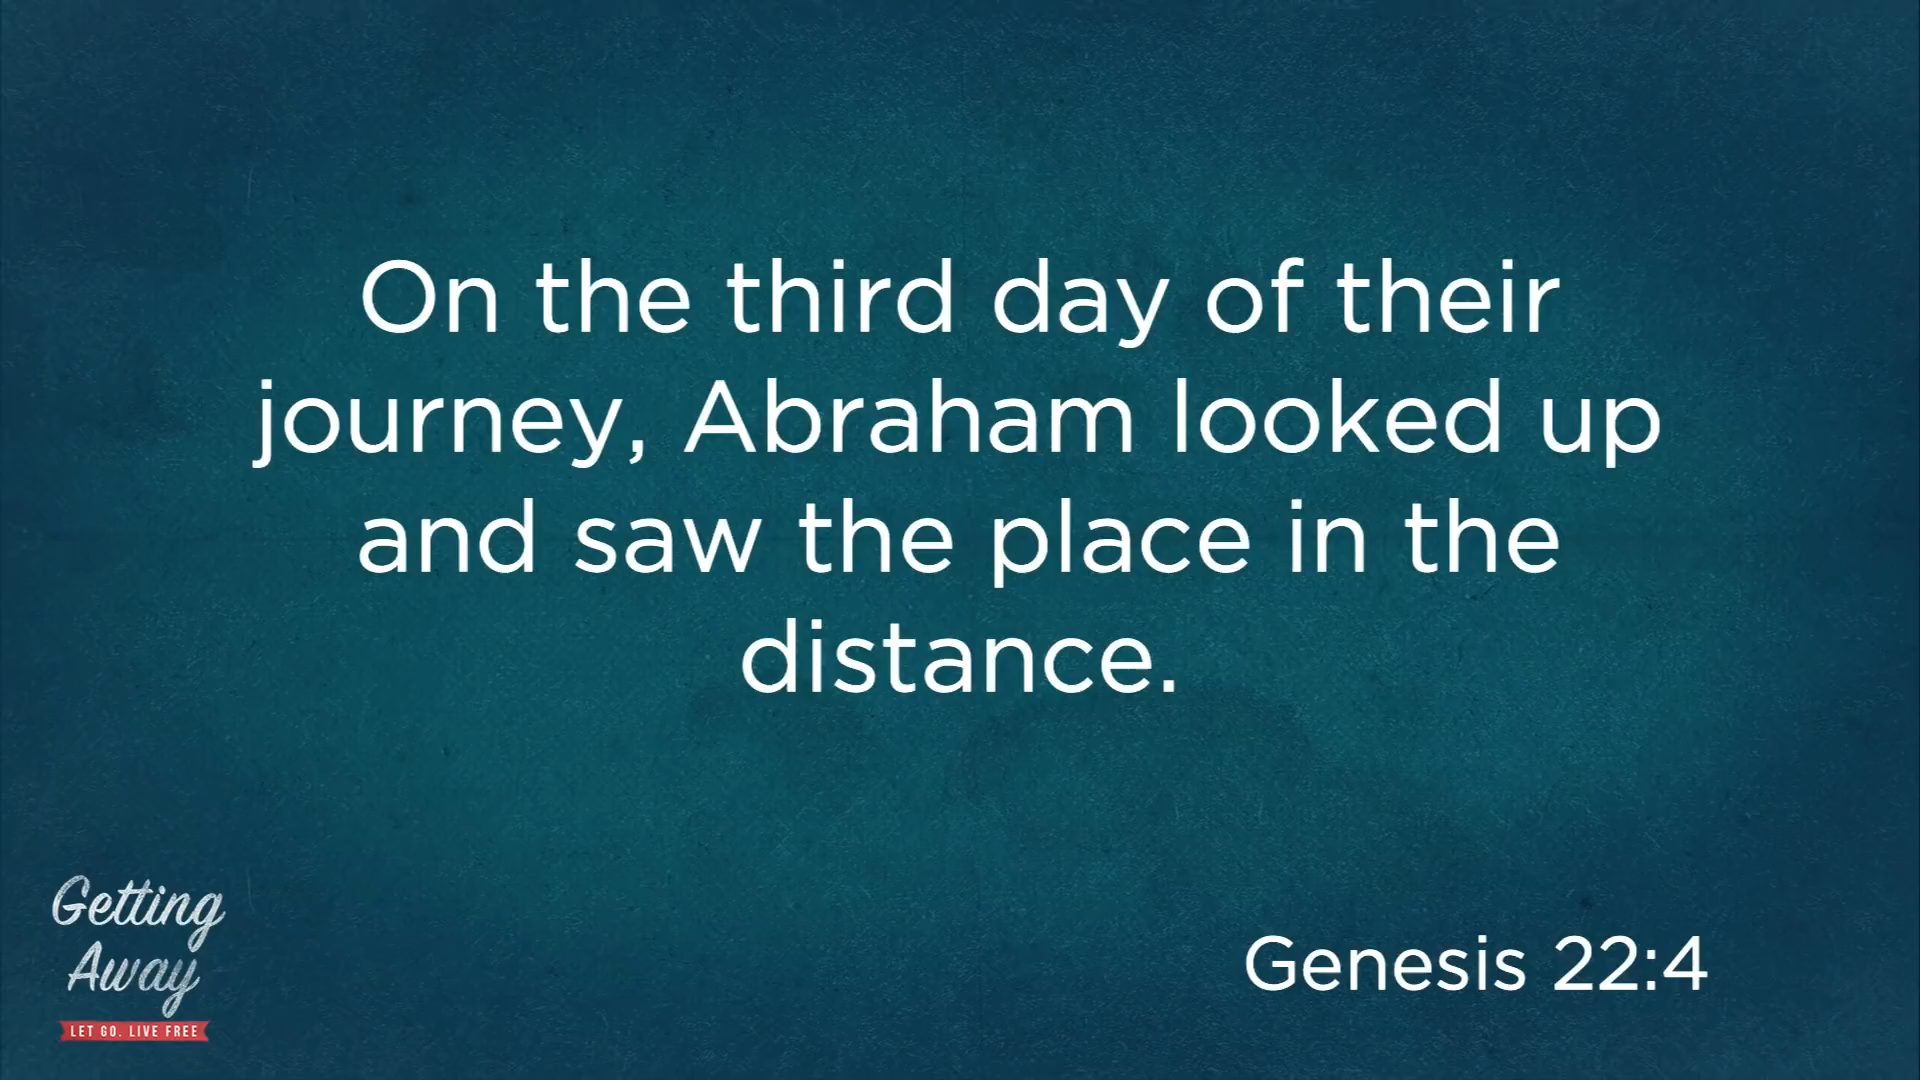 On the third day of their
journey, Abraham looked up
and saw the place in the
distance.
Genesis 22:4
Getting
Away
LET GO. LIVE FREE